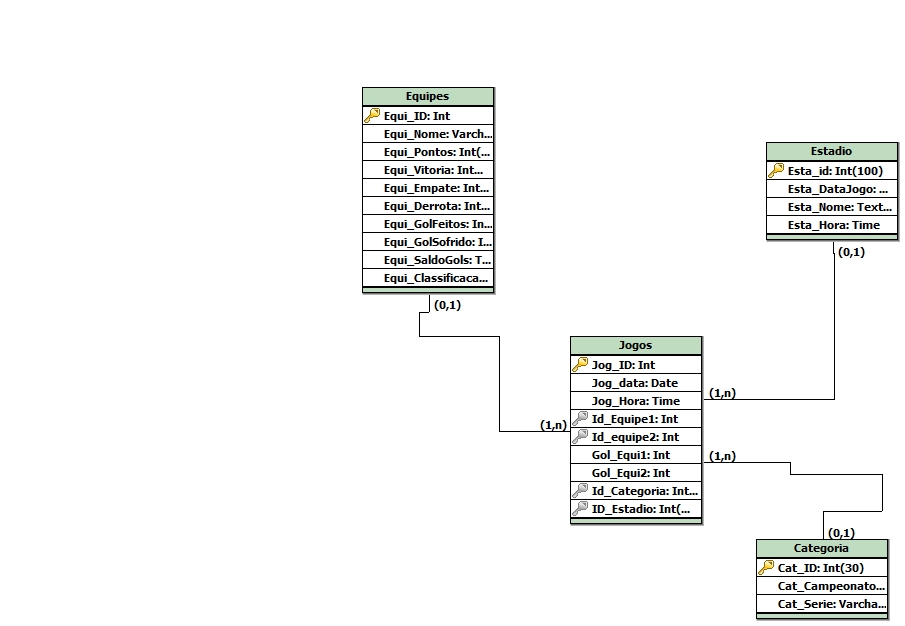 Equipes
Equi_ID: Int
Equi_Nome: Varch...
Equi_Pontos: Int(...
Equi_Vitoria: Int...
Equi_Empate: Int...
Equi_Derrota: Int...
Equi_GolFeitos: In...
Equi_GolSofrido: I...
Equi_SaldoGols: T...
Equi_Classificaca...
(0,1)
Estadio
Esta_id: Int(100)
Esta_DataJogo: ...
Esta_Nome: Text...
Esta_Hora: Time
(0,1)
Jogos
Jog_ID: Int
Jog_data: Date
Jog_Hora: Time
Id_Equipe1: Int
Id_equipe2: Int
Gol_Equi1: Int
Gol_Equi2: Int
Id_Categoria: Int...
ID_Estadio: Int(...
(1,n)
(1,n)
(1,n)
(0,1)
Categoria
Cat_ID: Int(30)
Cat_Campeonato...
Cat_Serie: Varcha...